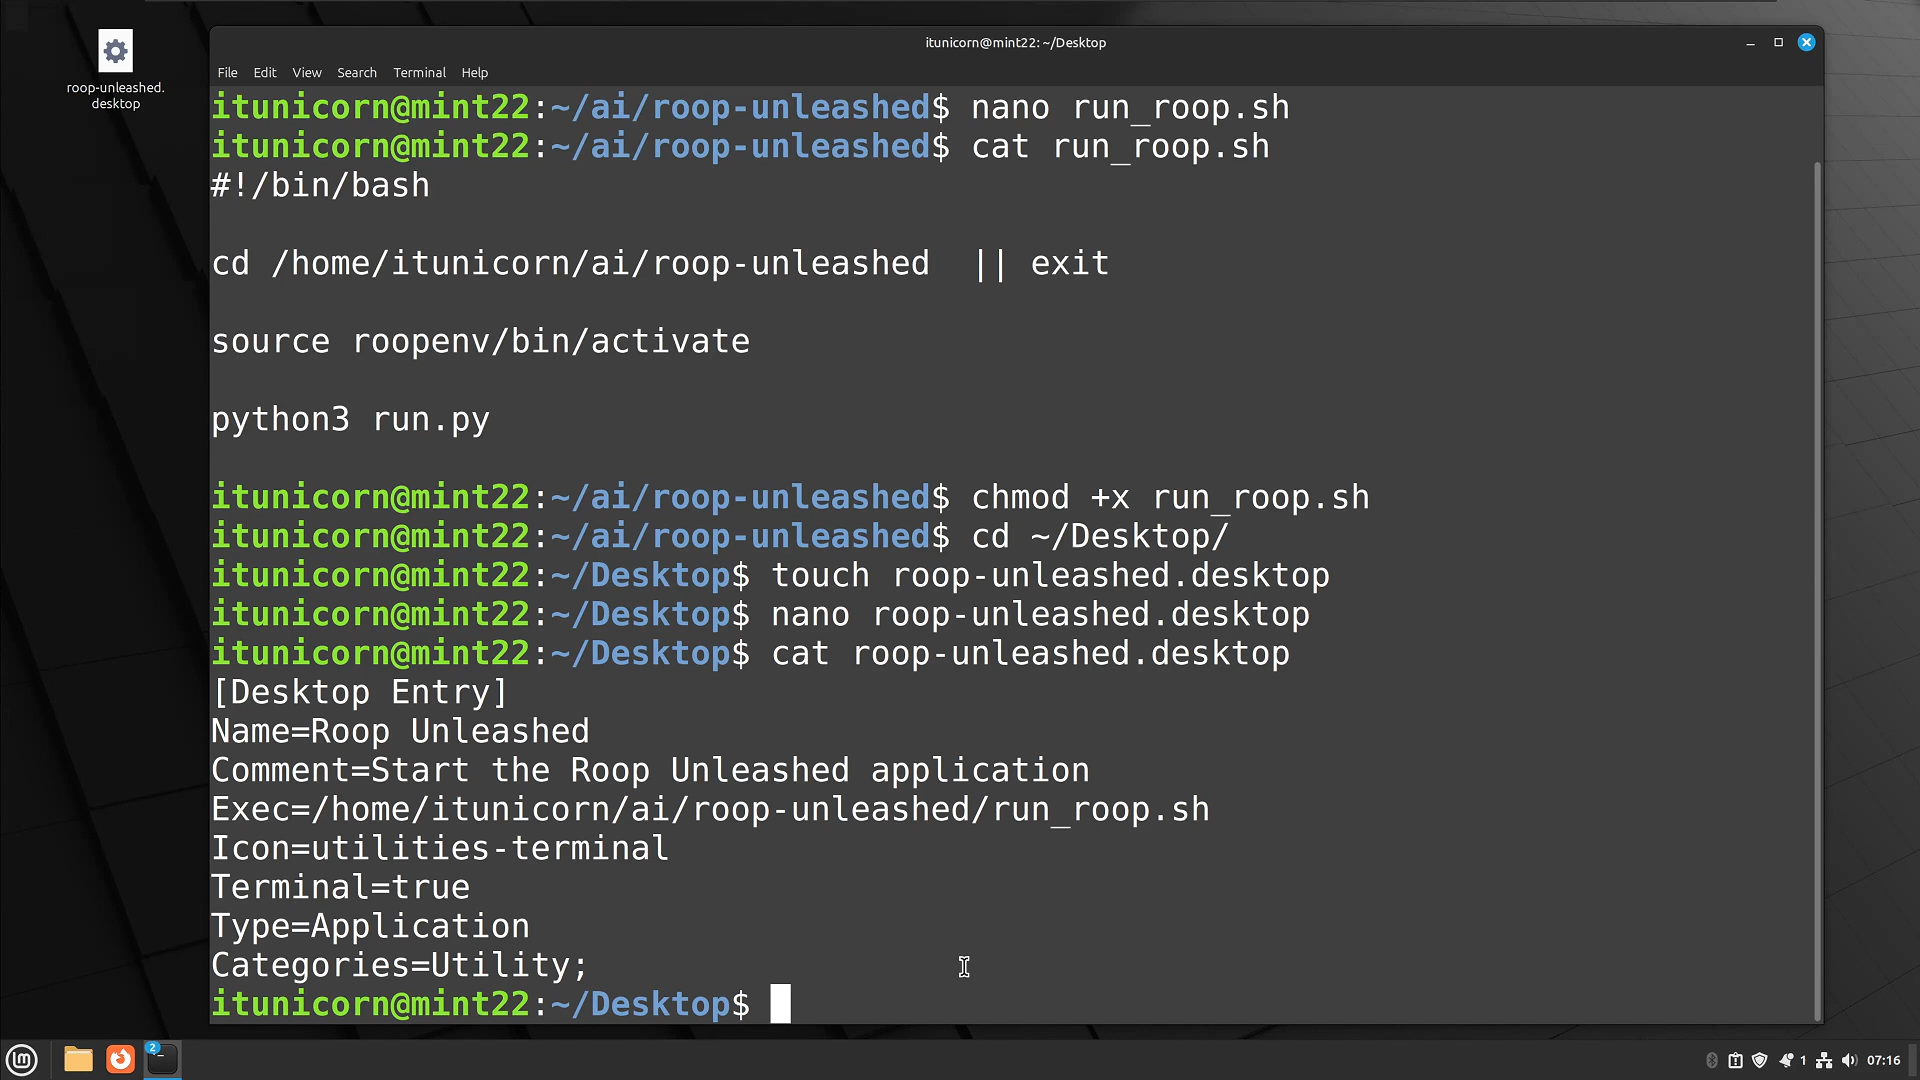 roop-unleashed.
desktop
itunicorn@mint22: ~/Desktop
File Edit View Search Terminal Help
itunicorn@mint22:~/ai/roop-unleashed$ nano run_roop.sh
itunicorn@mint22:~/ai/roop-unleashed$ cat run_roop.sh
#!/bin/bash
cd /home/itunicorn/ai/roop-unleashed  || exit
source roopenv/bin/activate
python3 run.py
itunicorn@mint22:~/ai/roop-unleashed$ chmod +x run_roop.sh
itunicorn@mint22:~/ai/roop-unleashed$ cd ~/Desktop/
itunicorn@mint22:~/Desktop$ touch roop-unleashed.desktop
itunicorn@mint22:~/Desktop$ nano roop-unleashed.desktop
itunicorn@mint22:~/Desktop$ cat roop-unleashed.desktop
[Desktop Entry]
Name=Roop Unleashed
Comment=Start the Roop Unleashed application
Exec=/home/itunicorn/ai/roop-unleashed/run_roop.sh
Icon=utilities-terminal
Terminal=true
Type=Application
Categories=Utility;
itunicorn@mint22:~/Desktop$
2
1 07:16